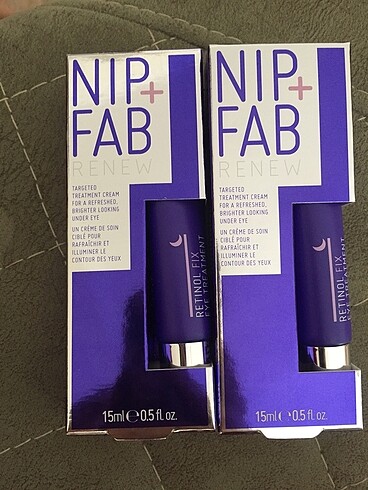 NIP+
FAB
RENEW
TARGETED
TREATMENT CREAM
FOR A REFRESHED,
BRIGHTER LOOKING
UNDER EYE
UN CRÈME DE SOIN
CIBLÉ POUR
RAFRAÎCHIR ET
ILLUMINER LE
CONTOUR DES YEUX
RETINOL FIX
EYE TREATMENT
15ml ℮ 0.5 fl. oz.
NIP+
FAB
RENEW
TARGETED
TREATMENT CREAM
FOR A REFRESHED,
BRIGHTER LOOKING
UNDER EYE
UN CRÈME DE SOIN
CIBLÉ POUR
RAFRAÎCHIR ET
ILLUMINER LE
CONTOUR DES YEUX
RETINOL FIX
EYE TREATMENT
15ml ℮ 0.5 fl. oz.